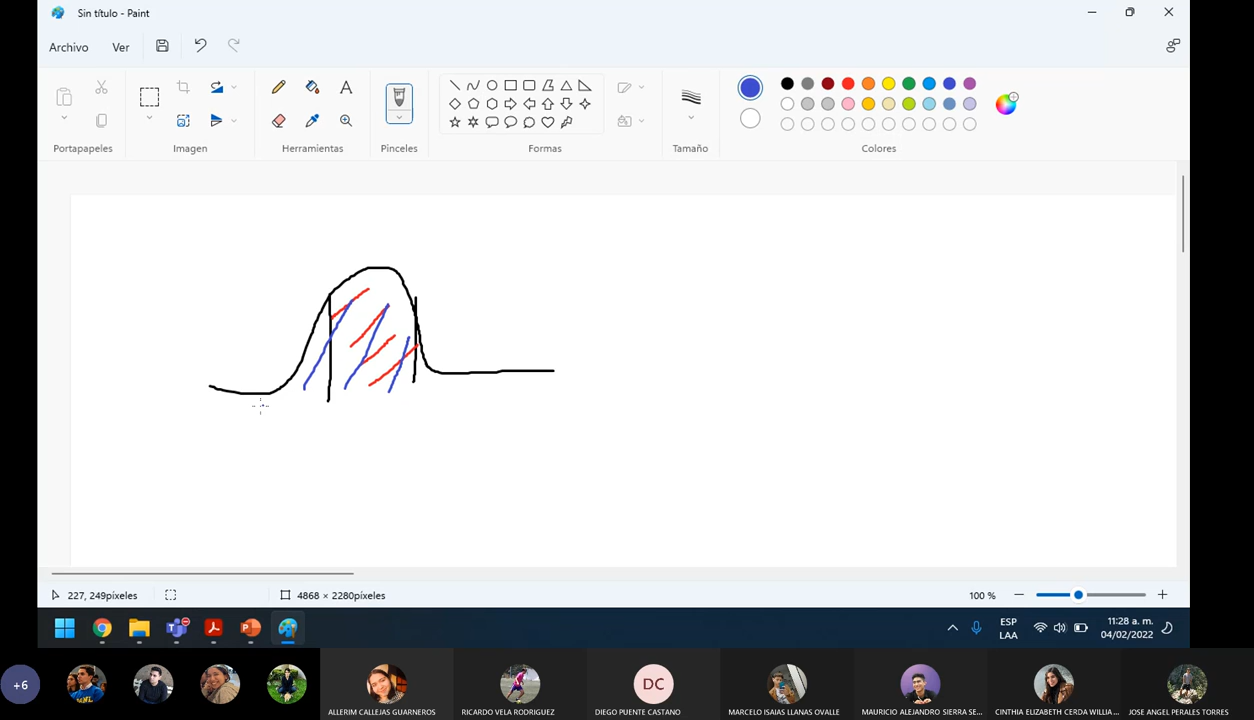 Sin título - Paint
Archivo Ver
Portapapeles Imagen Herramientas Pinceles Formas Tamaño Colores
227, 249píxeles 4868 × 2280píxeles 100 %
ESP
LAA
11:28 a. m.
04/02/2022
+6
DC
ALLERIM CALLEJAS GUARNEROS RICARDO VELA RODRIGUEZ DIEGO PUENTE CASTANO MARCELO ISAIAS LLANAS OVALLE MAURICIO ALEJANDRO SIERRA SE... CINTHIA ELIZABETH CERDA WILLIA ... JOSE ANGEL PERALES TORRES